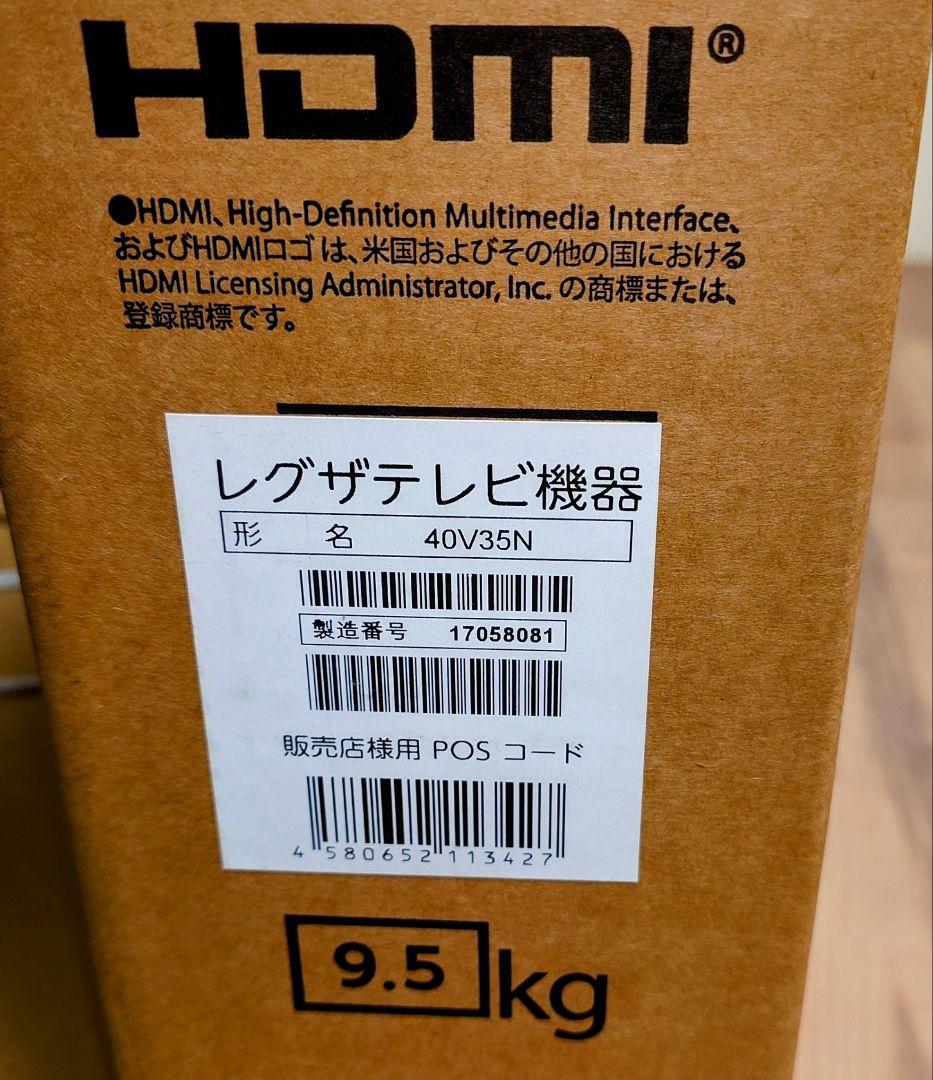 HDMI®
●HDMI、High-Definition Multimedia Interface、
およびHDMIロゴ は、米国およびその他の国における
HDMI Licensing Administrator, Inc. の商標または、
登録商標です。
レグザテレビ機器
形 名 40V35N
製造番号 17058081
販売店様用 POS コード
4 580652 113427
9.5 kg